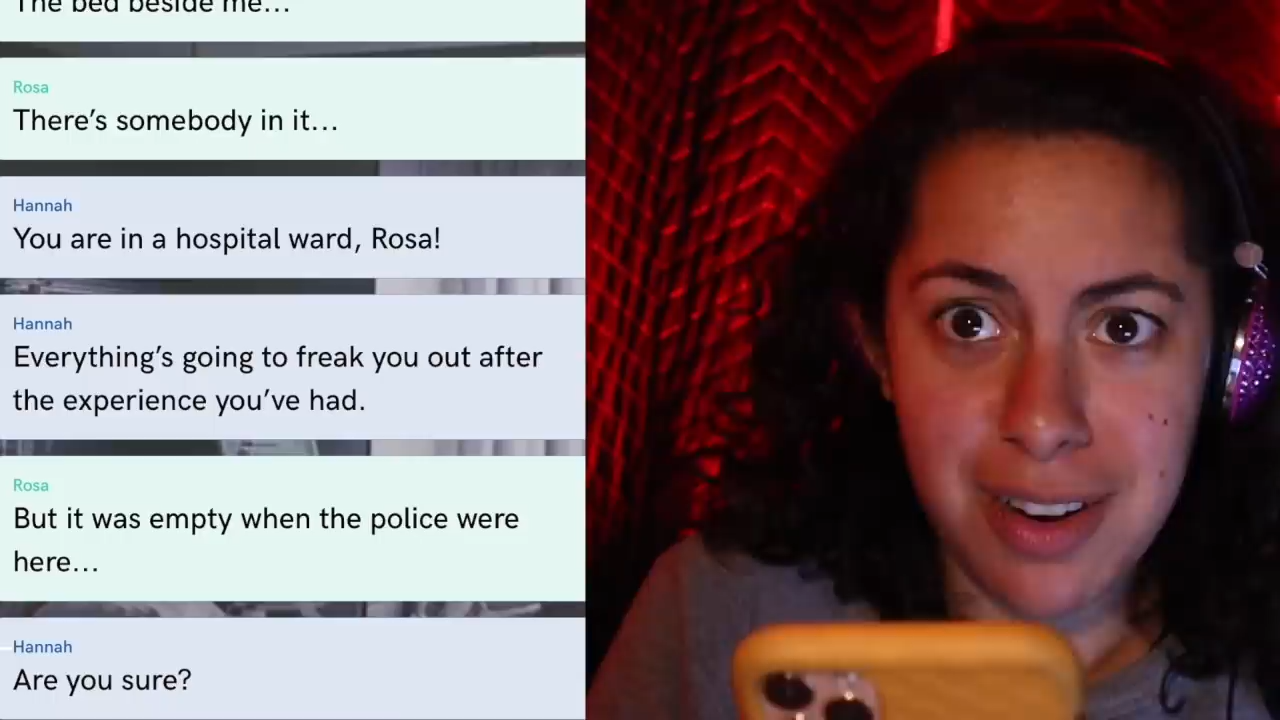 The bed beside me...
Rosa
There's somebody in it...
Hannah
You are in a hospital ward, Rosa!
Hannah
Everything's going to freak you out after
the experience you've had.
Rosa
But it was empty when the police were
here...
Hannah
Are you sure?